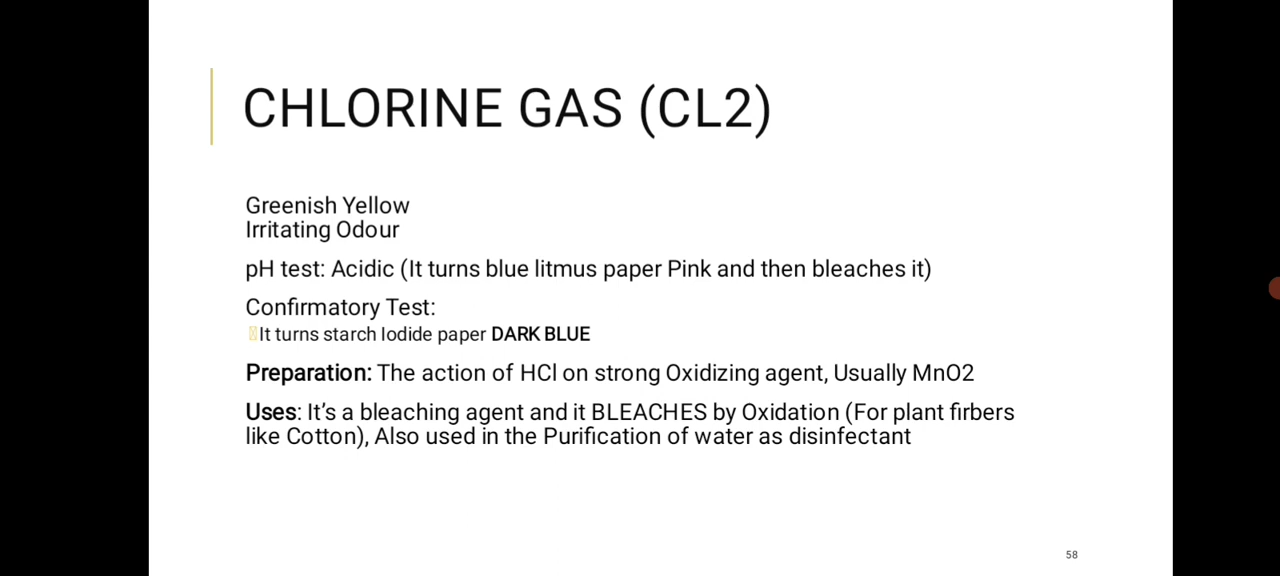 CHLORINE GAS (CL2)
Greenish Yellow
Irritating Odour
pH test: Acidic (It turns blue litmus paper Pink and then bleaches it)
Confirmatory Test:
It turns starch Iodide paper DARK BLUE
Preparation: The action of HCl on strong Oxidizing agent, Usually MnO2
Uses: It’s a bleaching agent and it BLEACHES by Oxidation (For plant firbers
like Cotton), Also used in the Purification of water as disinfectant
58